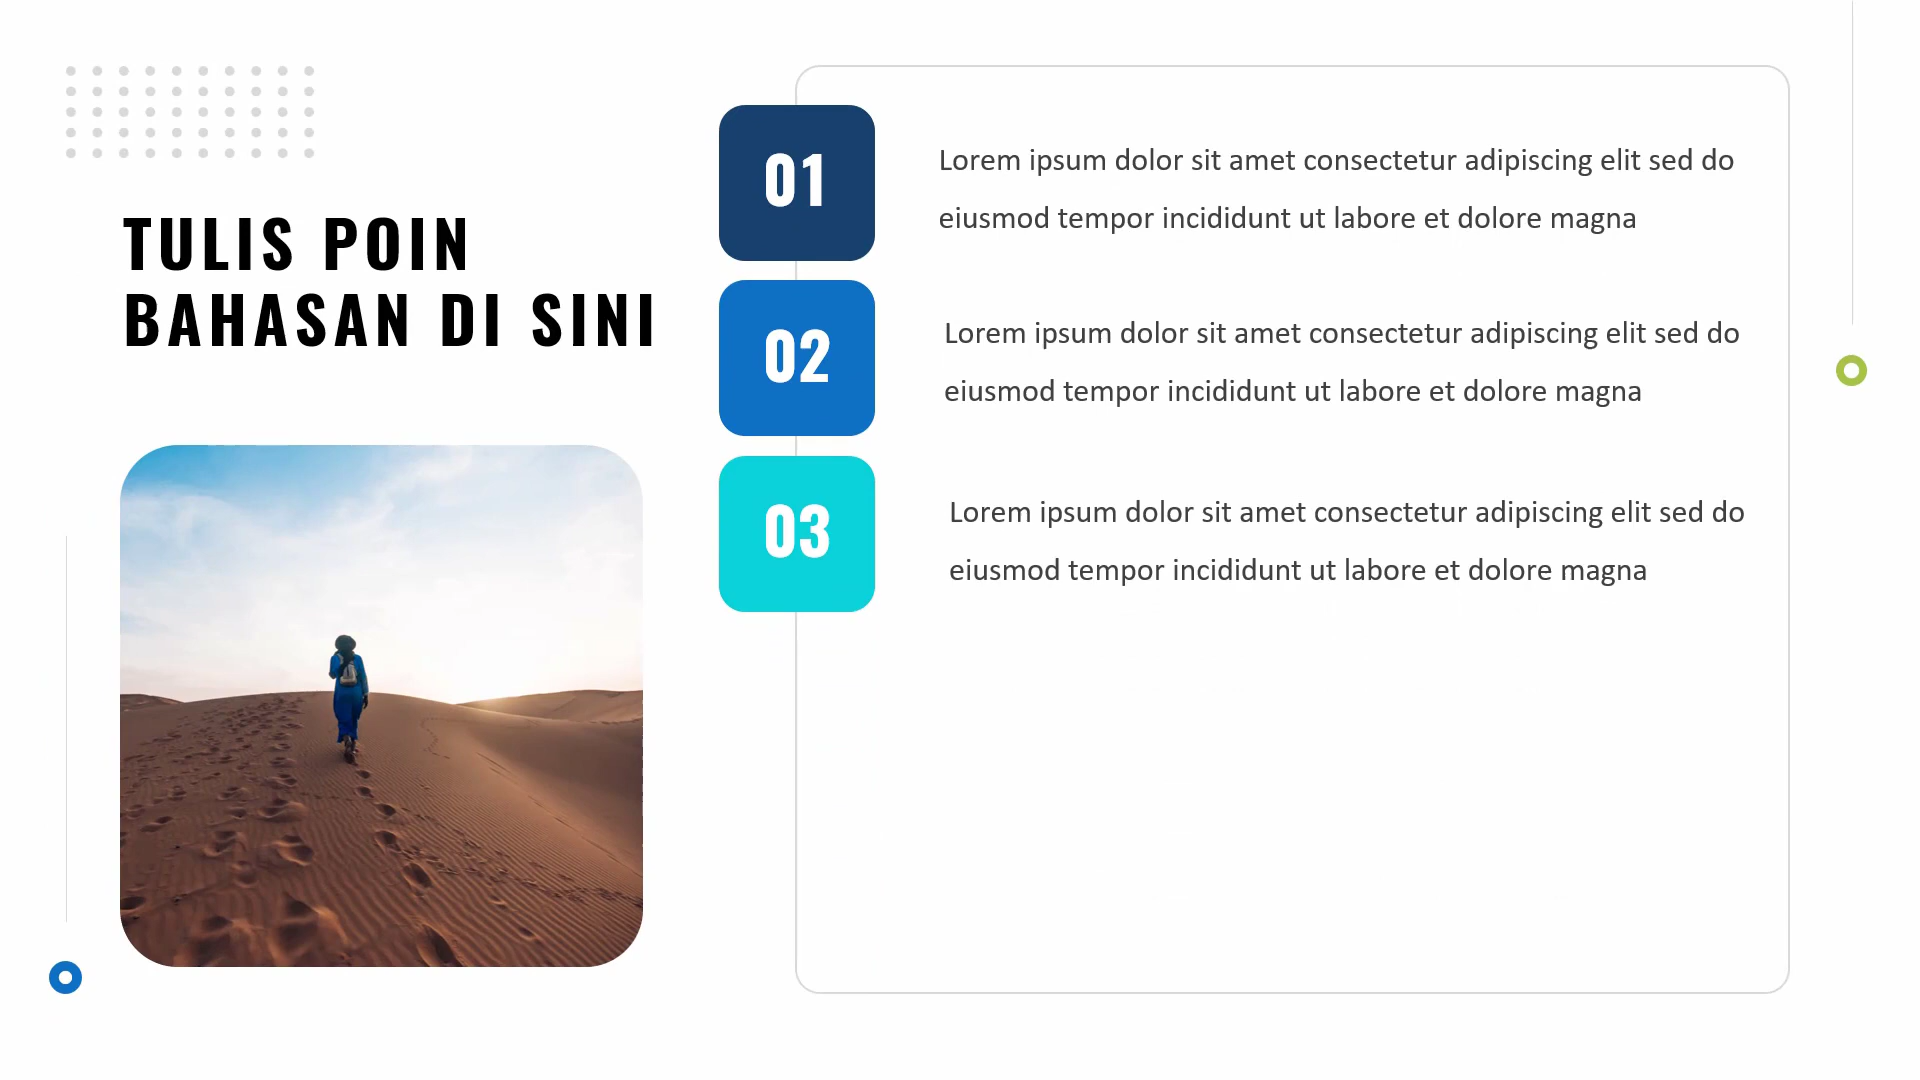 TULIS POIN
BAHASAN DI SINI
01
Lorem ipsum dolor sit amet consectetur adipiscing elit sed do
eiusmod tempor incididunt ut labore et dolore magna
02
Lorem ipsum dolor sit amet consectetur adipiscing elit sed do
eiusmod tempor incididunt ut labore et dolore magna
03
Lorem ipsum dolor sit amet consectetur adipiscing elit sed do
eiusmod tempor incididunt ut labore et dolore magna